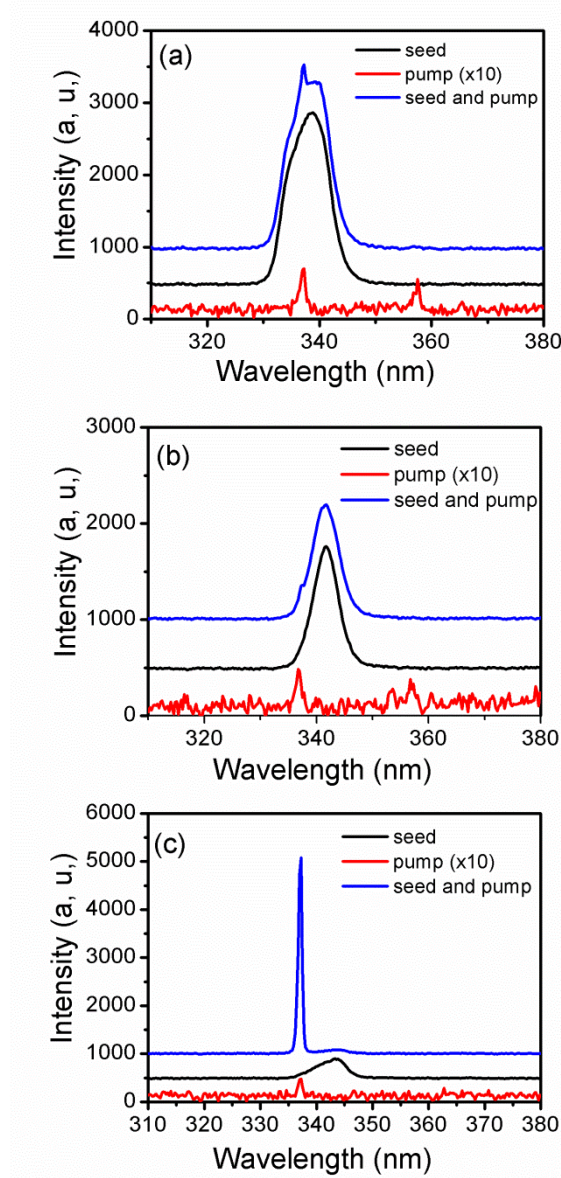 (a)
seed
pump (x10)
seed and pump
4000
3000
2000
1000
0
Intensity (a, u,)
320 340 360 380
Wavelength (nm)
(b)
seed
pump (x10)
seed and pump
3000
2000
1000
0
Intensity (a, u,)
320 340 360 380
Wavelength (nm)
(c)
seed
pump (x10)
seed and pump
6000
5000
4000
3000
2000
1000
0
Intensity (a, u,)
310 320 330 340 350 360 370 380
Wavelength (nm)